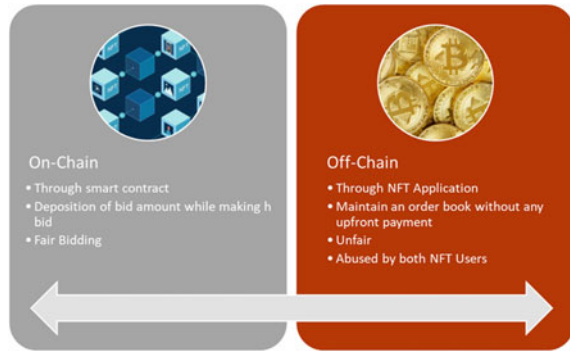 On-Chain
• Through smart contract
• Deposition of bid amount while making h
bid
• Fair Bidding
Off-Chain
• Through NFT Application
• Maintain an order book without any
upfront payment
• Unfair
• Abused by both NFT Users